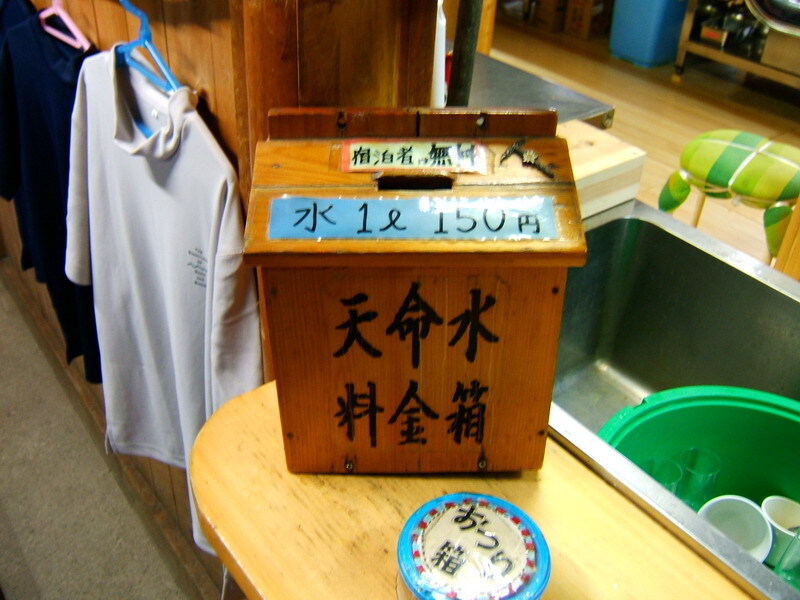 宿泊者は無料
水 1ℓ 150円
天命水
料金箱
おつり
箱